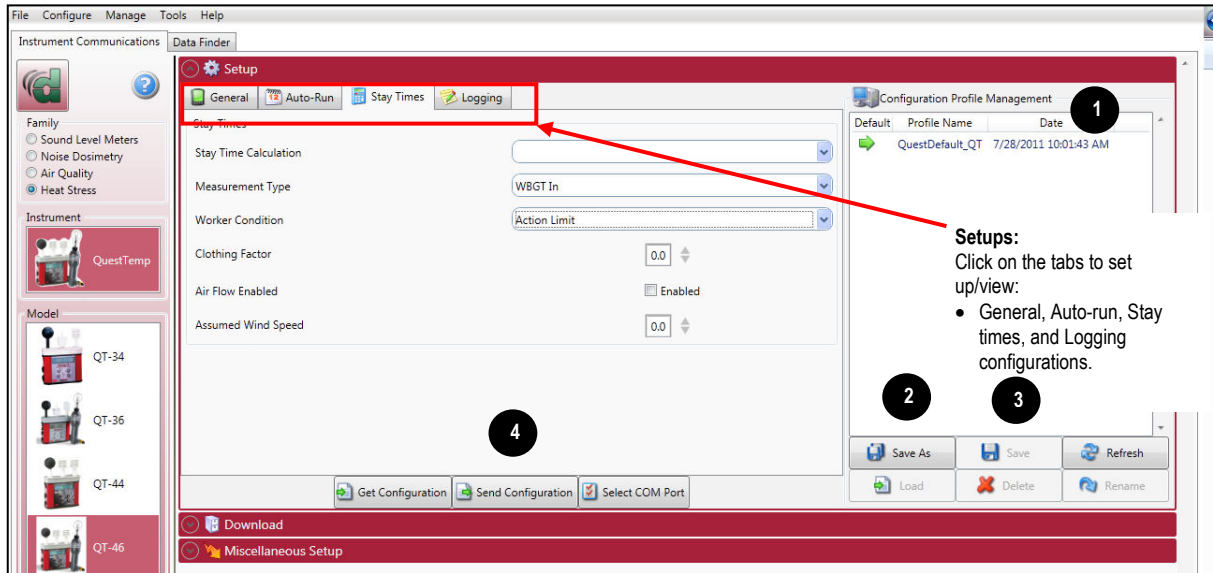 File Configure Manage Tools Help
Instrument Communications Data Finder
Setup
General Auto-Run Stay Times Logging
Family
Sound Level Meters
Noise Dosimetry
Air Quality
Heat Stress
Instrument
QuestTemp
Model
QT-34
QT-36
QT-44
QT-46
Stay Times
Stay Time Calculation
Measurement Type WBGT In
Worker Condition Action Limit
Clothing Factor 0.0
Air Flow Enabled Enabled
Assumed Wind Speed 0.0
4
Get Configuration Send Configuration Select COM Port
Configuration Profile Management
1
Default Profile Name Date
QuestDefault_QT 7/28/2011 10:01:43 AM
Setups:
Click on the tabs to set
up/view:
• General, Auto-run, Stay
times, and Logging
configurations.
2 3
Save As Save Refresh
Load Delete Rename
Download
Miscellaneous Setup